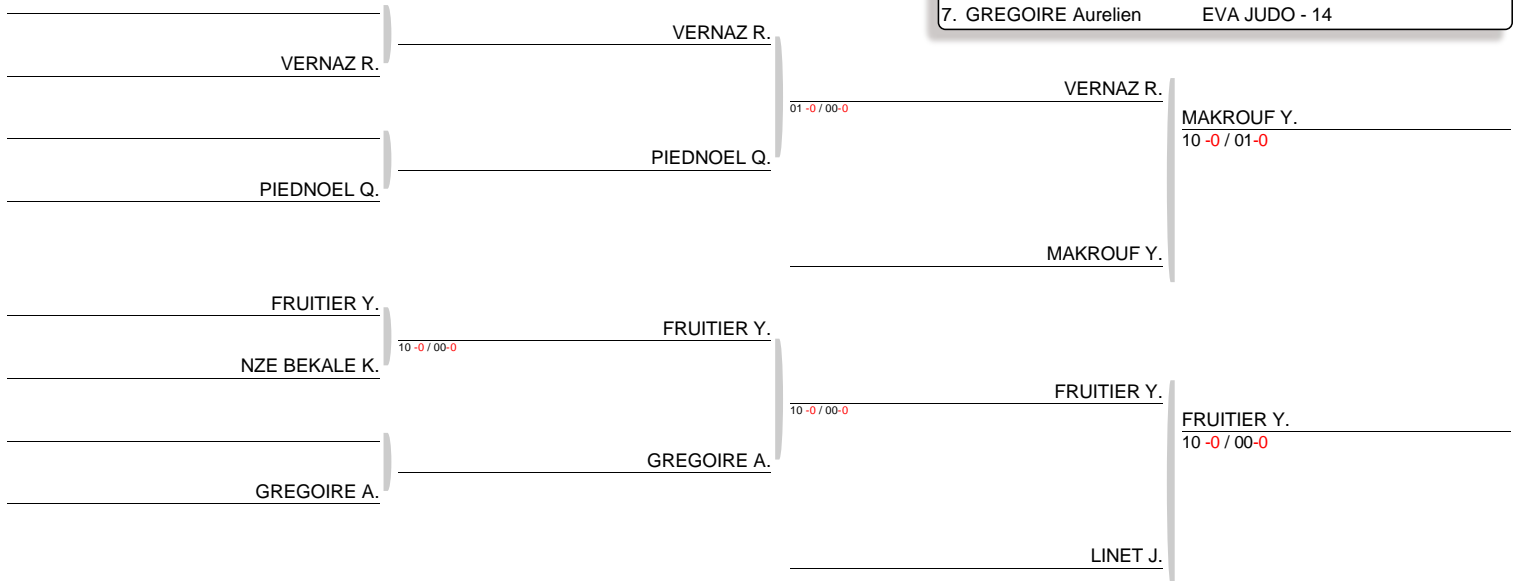 7. GREGOIRE Aurelien EVA JUDO - 14
VERNAZ R.
VERNAZ R.
VERNAZ R.
01 -0 / 00-0
MAKROUF Y.
10 -0 / 01-0
PIEDNOEL Q.
PIEDNOEL Q.
MAKROUF Y.
FRUITIER Y.
FRUITIER Y.
10 -0 / 00-0
NZE BEKALE K.
FRUITIER Y.
10 -0 / 00-0
FRUITIER Y.
10 -0 / 00-0
GREGOIRE A.
GREGOIRE A.
LINET J.